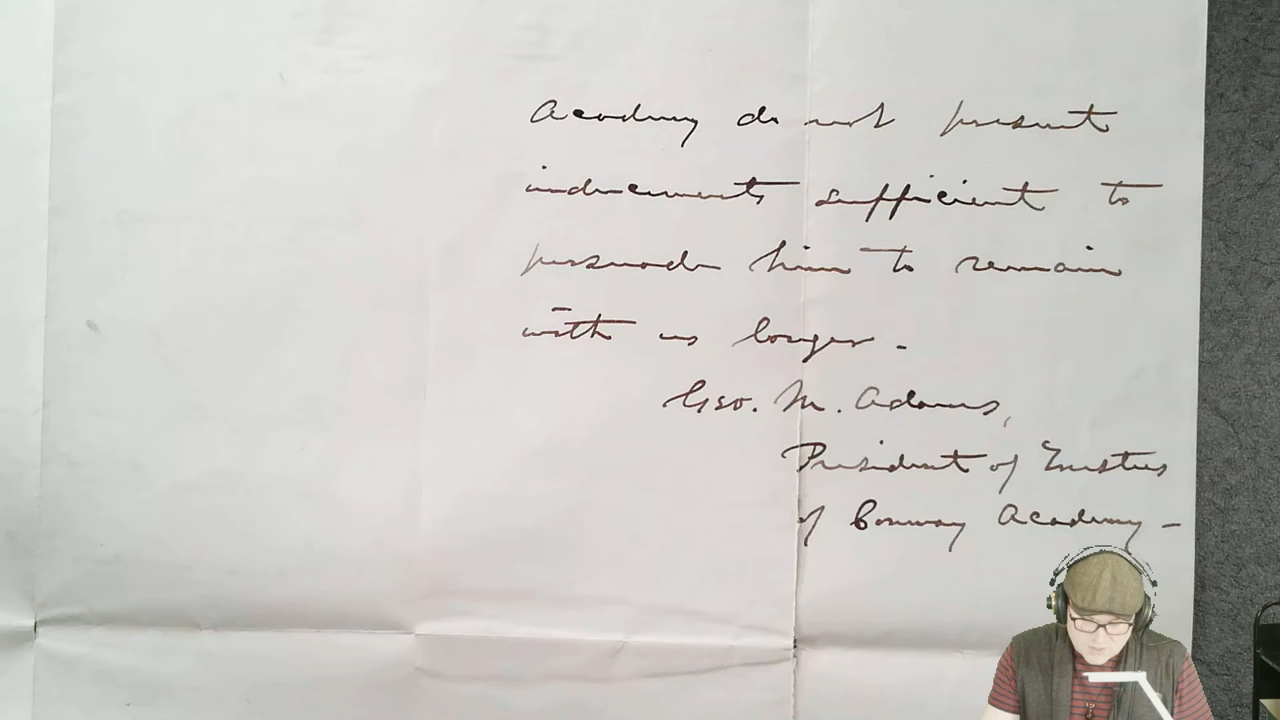 Academy do not present
inducements sufficient to
persuade him to remain
with us longer.
Geo. M. Adams,
President of Trustees
of Conway Academy -